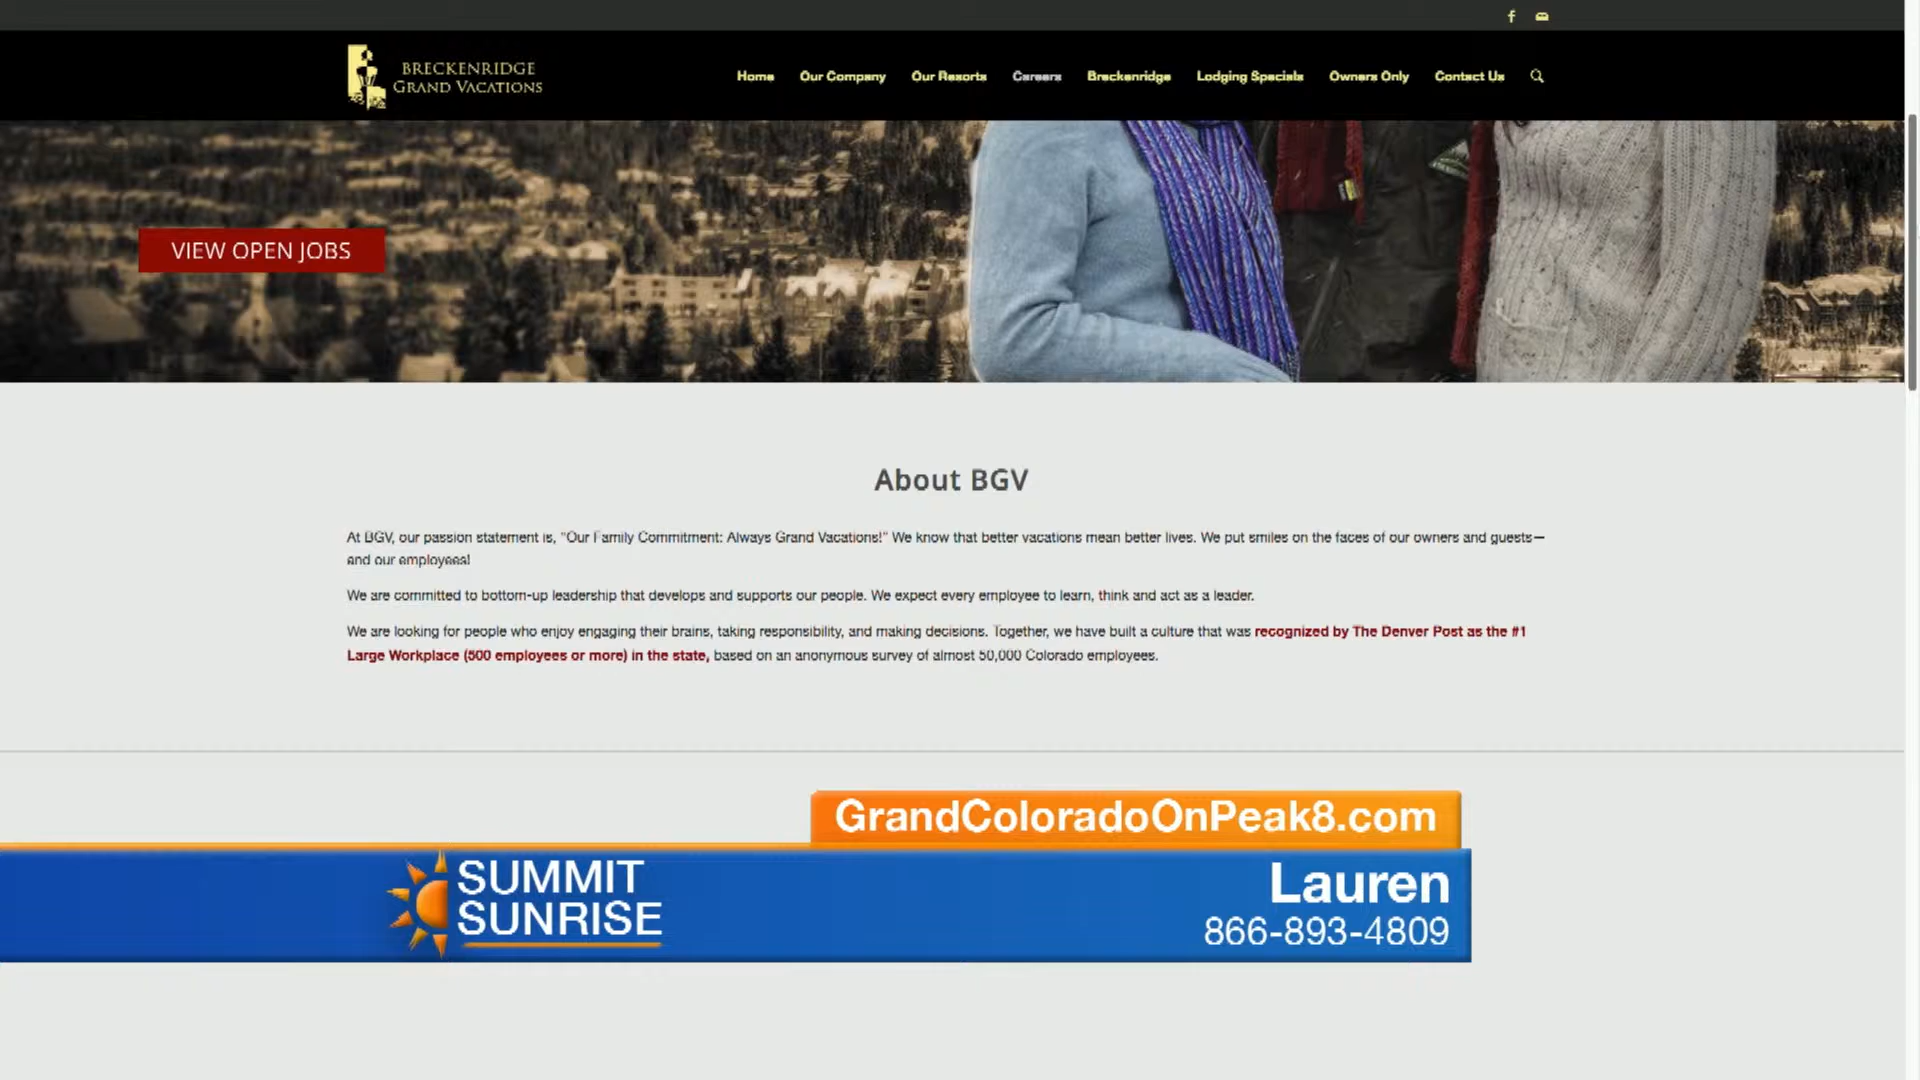 f
BRECKENRIDGE
GRAND VACATIONS
Home Our Company Our Resorts Careers Breckenridge Lodging Specials Owners Only Contact Us
VIEW OPEN JOBS
About BGV
At BGV, our passion statement is, "Our Family Commitment: Always Grand Vacations!" We know that better vacations mean better lives. We put smiles on the faces of our owners and guests—
and our employees!
We are committed to bottom-up leadership that develops and supports our people. We expect every employee to learn, think and act as a leader.
We are looking for people who enjoy engaging their brains, taking responsibility, and making decisions. Together, we have built a culture that was recognized by The Denver Post as the #1
Large Workplace (500 employees or more) in the state, based on an anonymous survey of almost 50,000 Colorado employees.
GrandColoradoOnPeak8.com
SUMMIT
SUNRISE
Lauren
866-893-4809